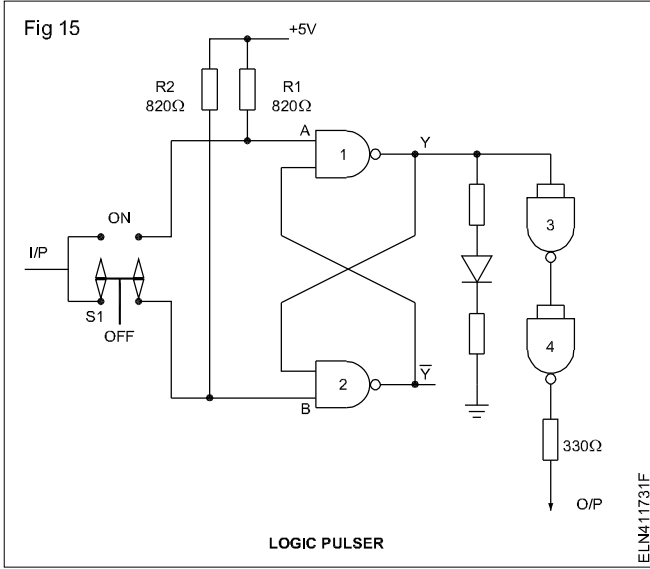 Fig 15
+5V
R2
820Ω
R1
820Ω
A
1
Y
ON
I/P
S1
OFF
3
4
2
Y̅
B
330Ω
O/P
LOGIC PULSER
ELN411731F